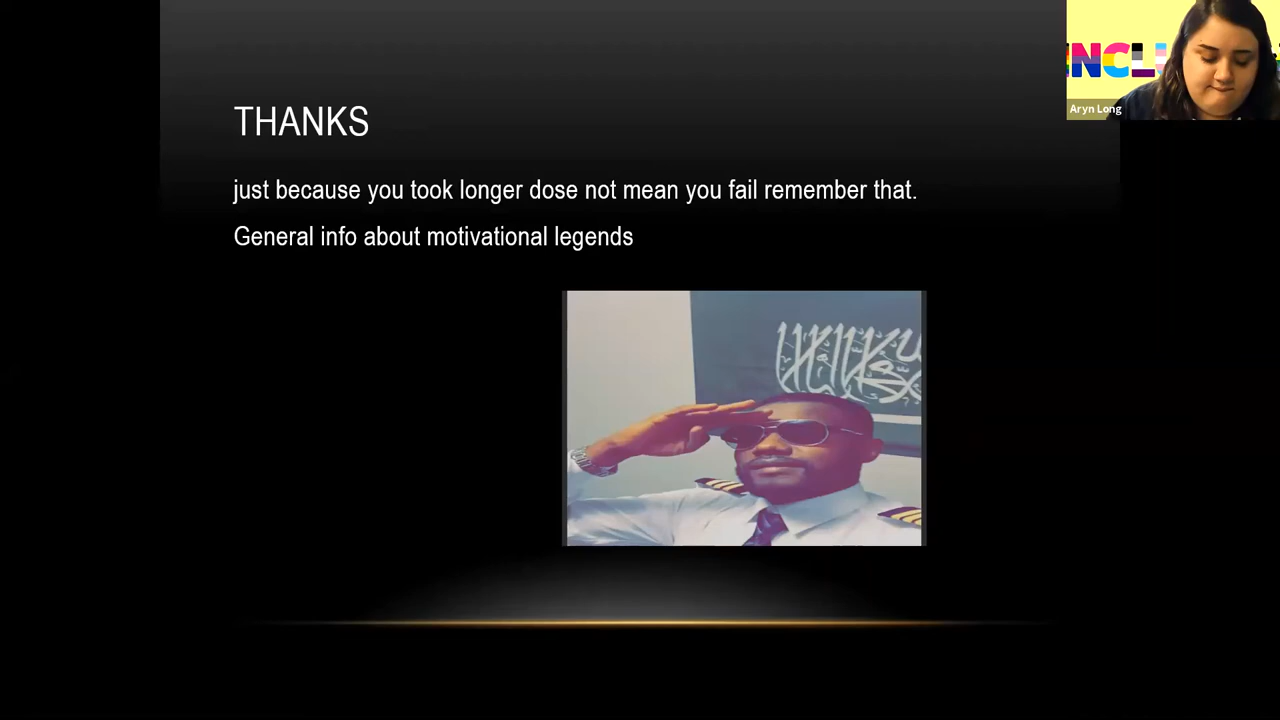 THANKS
just because you took longer dose not mean you fail remember that.
General info about motivational legends
INCLU
Aryn Long